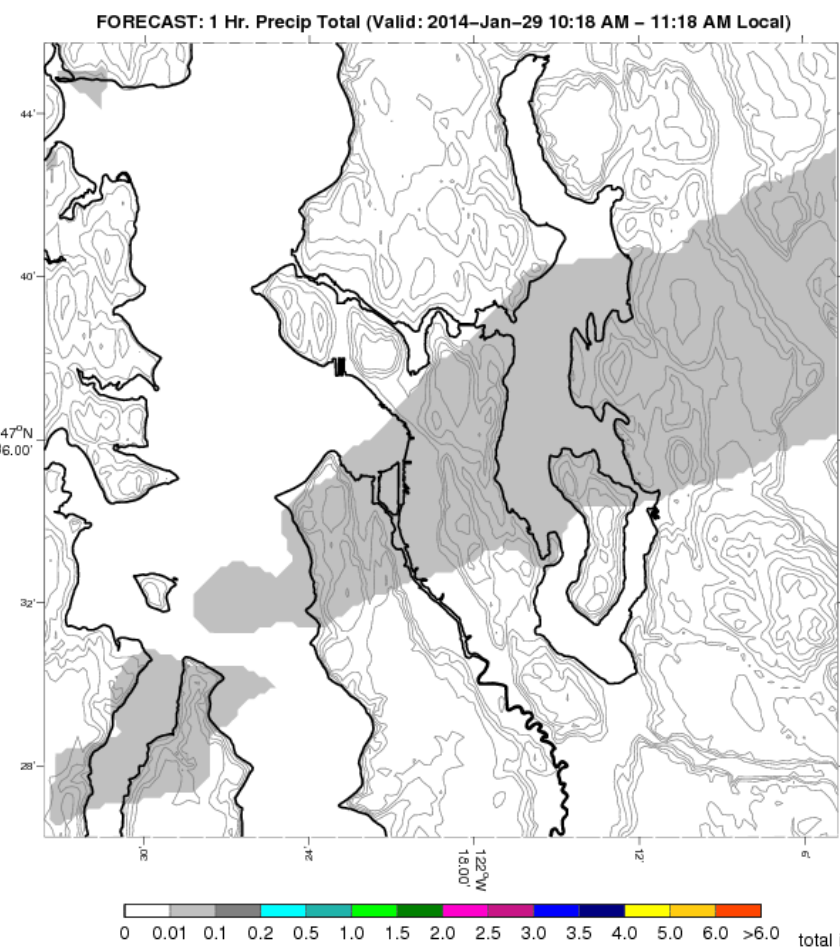 FORECAST: 1 Hr. Precip Total (Valid: 2014−Jan−29 10:18 AM − 11:18 AM Local)
44'
40'
47°N
6.00'
32'
28'
30'
24'
122°W
18.00'
12'
6'
0 0.01 0.1 0.2 0.5 1.0 1.5 2.0 2.5 3.0 3.5 4.0 5.0 6.0 >6.0 total